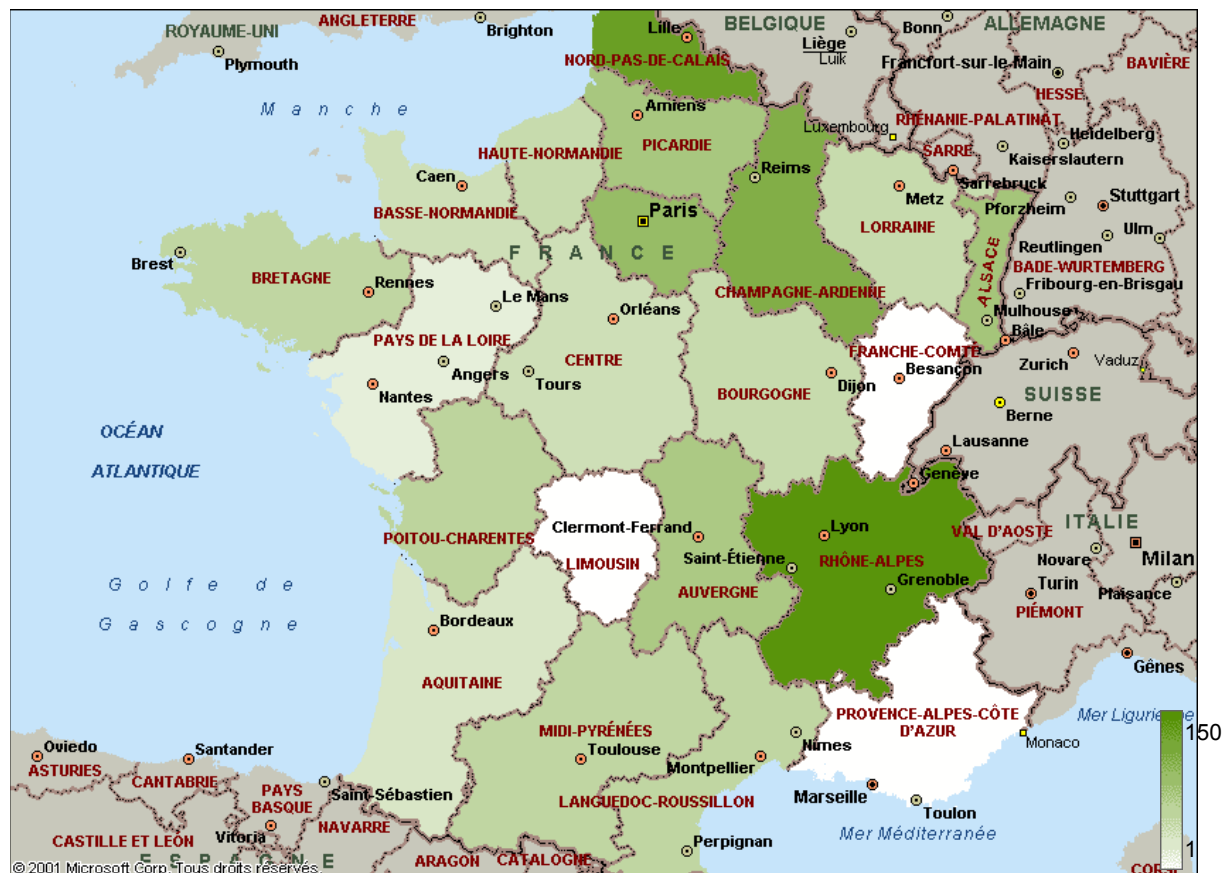 ROYAUME-UNI
ANGLETERRE
Brighton
Plymouth
Lille
BELGIQUE
Liège
Luik
Bonn
ALLEMAGNE
NORD-PAS-DE-CALAIS
Francfort-sur-le-Main
BAVIÈRE
HESSE
Manche
Amiens
PICARDIE
Luxembourg
RHÉNANIE-PALATINAT
Heidelberg
HAUTE-NORMANDIE
Caen
Reims
SARRE
Kaiserslautern
Sarrebruck
BASSE-NORMANDIE
Paris
Metz
Pforzheim
Stuttgart
LORRAINE
Ulm
Reutlingen
FRANCE
Brest
BRETAGNE
Rennes
ALSACE
BADE-WURTEMBERG
Fribourg-en-Brisgau
CHAMPAGNE-ARDENNE
Le Mans
Orléans
Mulhouse
Bâle
PAYS DE LA LOIRE
CENTRE
FRANCHE-COMTÉ
Zurich
Vaduz
Angers
Tours
Besançon
Nantes
BOURGOGNE
Dijon
SUISSE
Berne
OCÉAN
ATLANTIQUE
Lausanne
Genève
POITOU-CHARENTES
Clermont-Ferrand
Lyon
VAL D'AOSTE
ITALIE
LIMOUSIN
Saint-Étienne
RHÔNE-ALPES
Novare
Milan
Golfe de
Gascogne
AUVERGNE
Grenoble
Turin
Plaisance
PIÉMONT
Bordeaux
Gênes
AQUITAINE
PROVENCE-ALPES-CÔTE
D'AZUR
Mer Ligurienne
MIDI-PYRÉNÉES
Toulouse
Nîmes
Monaco
150
Montpellier
Oviedo
Santander
ASTURIES
CANTABRIE
PAYS
BASQUE
Saint-Sébastien
LANGUEDOC-ROUSSILLON
Marseille
Toulon
NAVARRE
Vitoria
CASTILLE ET LEÓN
Perpignan
Mer Méditerranée
1
ESPAGNE
ARAGON
CATALOGNE
CORSE
© 2001 Microsoft Corp. Tous droits réservés.